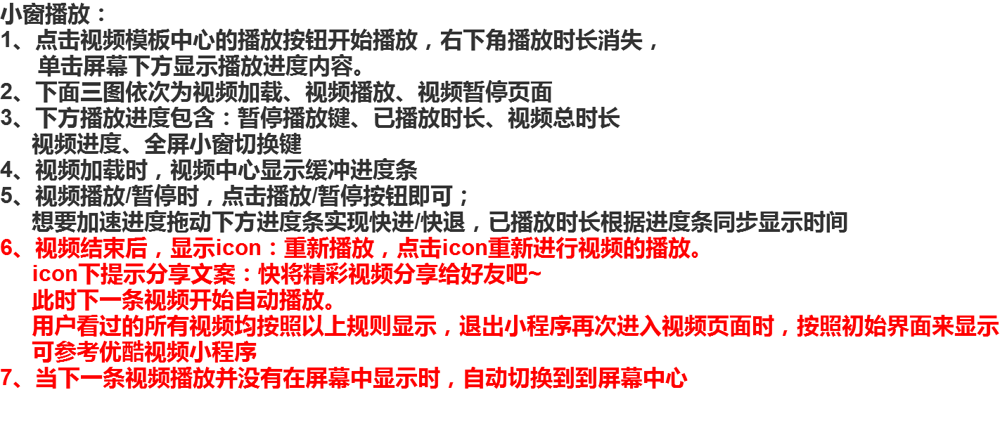 小窗播放：
1、点击视频模板中心的播放按钮开始播放，右下角播放时长消失，
单击屏幕下方显示播放进度内容。
2、下面三图依次为视频加载、视频播放、视频暂停页面
3、下方播放进度包含：暂停播放键、已播放时长、视频总时长
视频进度、全屏小窗切换键
4、视频加载时，视频中心显示缓冲进度条
5、视频播放/暂停时，点击播放/暂停按钮即可；
想要加速进度拖动下方进度条实现快进/快退，已播放时长根据进度条同步显示时间
6、视频结束后，显示icon：重新播放，点击icon重新进行视频的播放。
icon下提示分享文案：快将精彩视频分享给好友吧~
此时下一条视频开始自动播放。
用户看过的所有视频均按照以上规则显示，退出小程序再次进入视频页面时，按照初始界面来显示
可参考优酷视频小程序
7、当下一条视频播放并没有在屏幕中显示时，自动切换到到屏幕中心